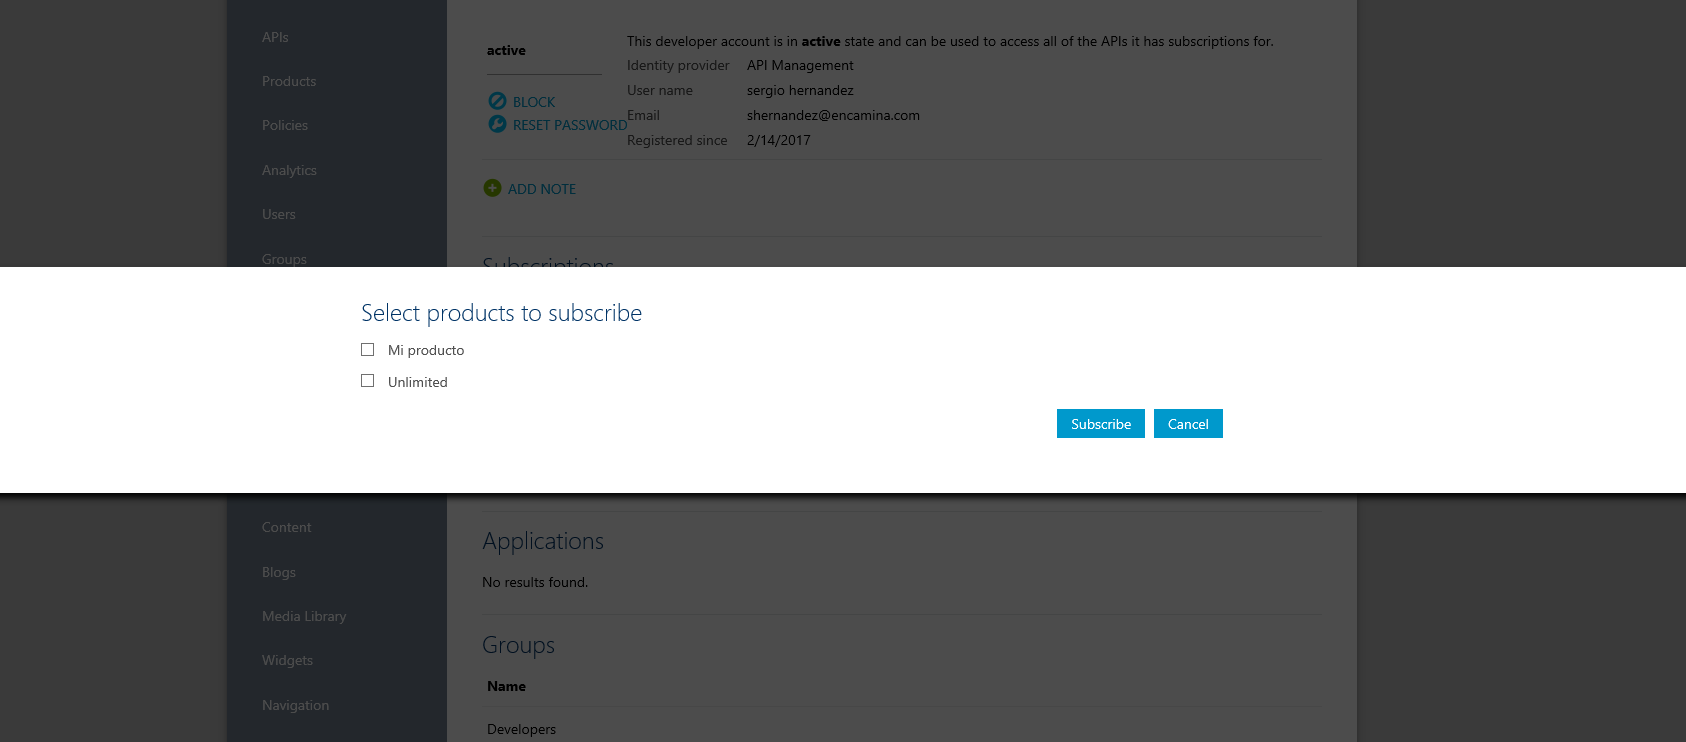 APIs
Products
Policies
Analytics
Users
Groups
active
BLOCK
RESET PASSWORD
This developer account is in active state and can be used to access all of the APIs it has subscriptions for.
Identity provider API Management
User name sergio hernandez
Email shernandez@encamina.com
Registered since 2/14/2017
ADD NOTE
Subscriptions
Select products to subscribe
Mi producto
Unlimited
Subscribe Cancel
Content
Blogs
Media Library
Widgets
Navigation
Applications
No results found.
Groups
Name
Developers